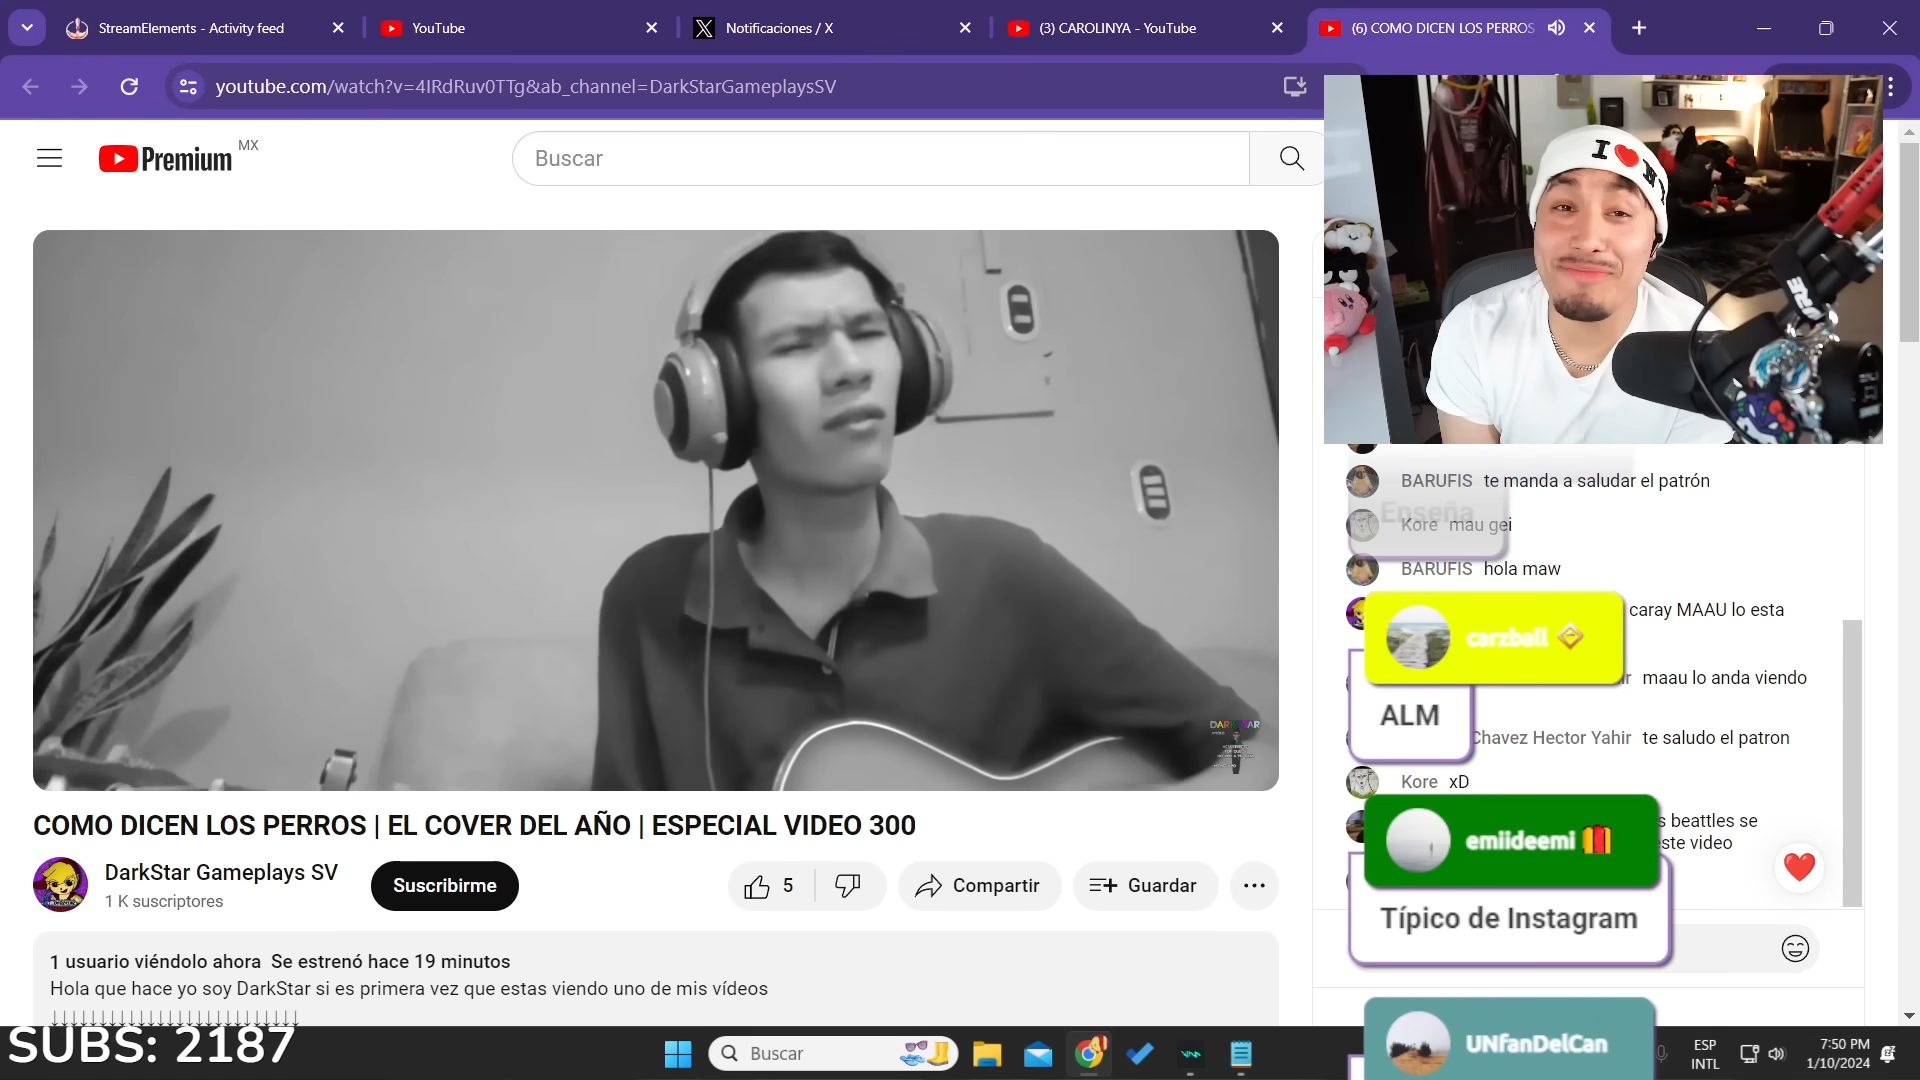 StreamElements - Activity feed
YouTube
Notificaciones / X
(3) CAROLINYA - YouTube
(6) COMO DICEN LOS PERROS
youtube.com/watch?v=4IRdRuv0TTg&ab_channel=DarkStarGameplaysSV
Premium MX
Buscar
I
BARUFIS te manda a saludar el patrón
Enseña
Kore mau gei
BARUFIS hola maw
caray MAAU lo esta
carzball
maau lo anda viendo
ALM
Chavez Hector Yahir te saludo el patron
Kore xD
beattles se
este video
emiideemi
Típico de Instagram
UNfanDelCan
DARKSTAR
COMO DICEN LOS PERROS | EL COVER DEL AÑO | ESPECIAL VIDEO 300
DarkStar Gameplays SV
1 K suscriptores
Suscribirme
5
Compartir
Guardar
1 usuario viéndolo ahora Se estrenó hace 19 minutos
Hola que hace yo soy DarkStar si es primera vez que estas viendo uno de mis vídeos
↓↓↓↓↓↓↓↓↓↓↓↓↓↓↓↓↓↓↓↓↓↓↓↓↓
SUBS: 2187
Buscar
ESP
INTL
7:50 PM
1/10/2024